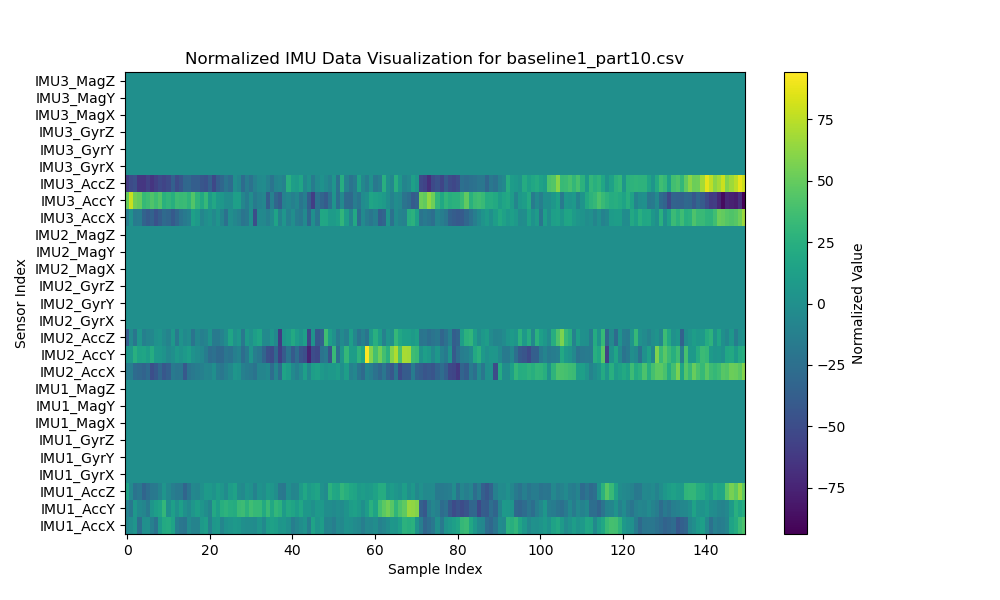 Normalized IMU Data Visualization for baseline1_part10.csv
IMU3_MagZ
IMU3_MagY
IMU3_MagX
IMU3_GyrZ
IMU3_GyrY
IMU3_GyrX
IMU3_AccZ
IMU3_AccY
IMU3_AccX
IMU2_MagZ
IMU2_MagY
IMU2_MagX
IMU2_GyrZ
IMU2_GyrY
IMU2_GyrX
IMU2_AccZ
IMU2_AccY
IMU2_AccX
IMU1_MagZ
IMU1_MagY
IMU1_MagX
IMU1_GyrZ
IMU1_GyrY
IMU1_GyrX
IMU1_AccZ
IMU1_AccY
IMU1_AccX
Sensor Index
0 20 40 60 80 100 120 140
Sample Index
75
50
25
0
−25
−50
−75
Normalized Value